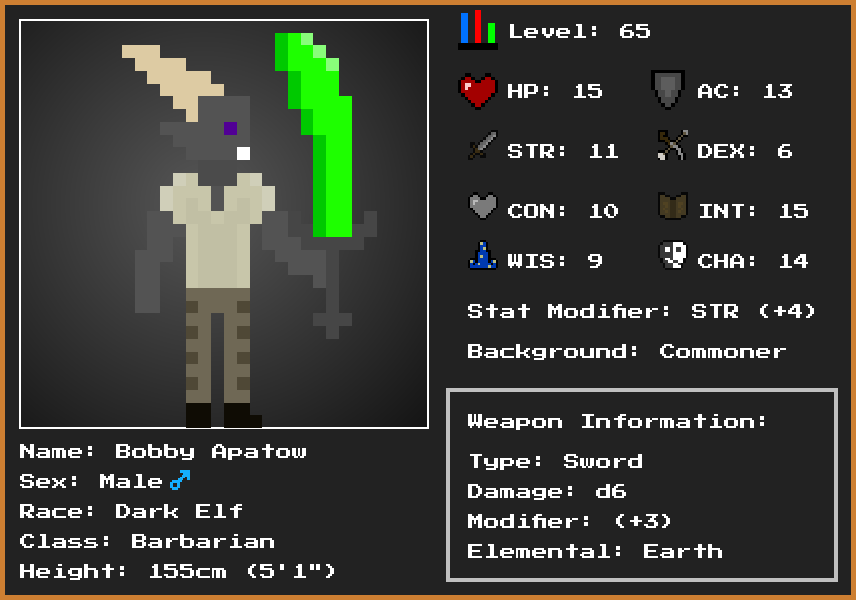 Level: 65
HP: 15
AC: 13
STR: 11
DEX: 6
CON: 10
INT: 15
WIS: 9
CHA: 14
Stat Modifier: STR (+4)
Background: Commoner
Weapon Information:
Type: Sword
Damage: d6
Modifier: (+3)
Elemental: Earth
Name: Bobby Apatow
Sex: Male♂
Race: Dark Elf
Class: Barbarian
Height: 155cm (5'1")